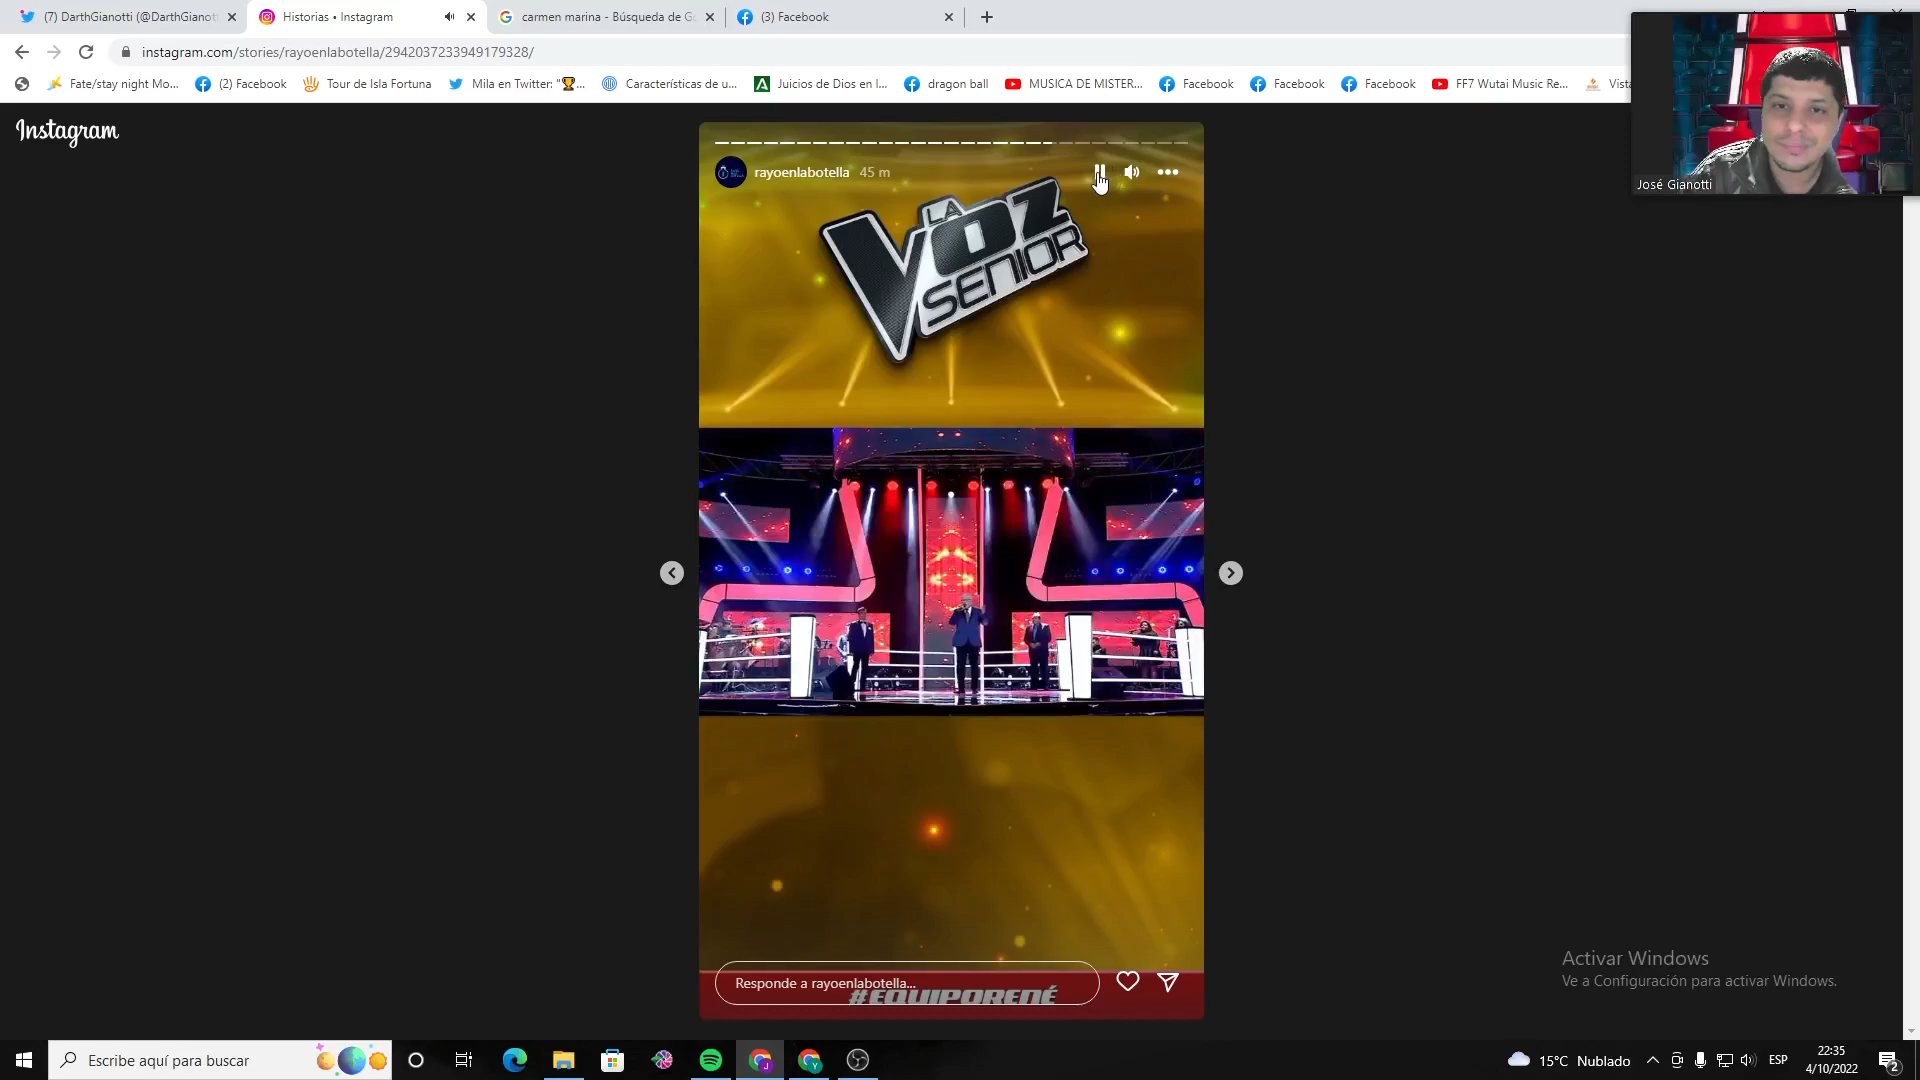 (7) DarthGianotti (@DarthGianot
Historias • Instagram
carmen marina - Búsqueda de Go
(3) Facebook
instagram.com/stories/rayoenlabotella/2942037233949179328/
Fate/stay night Mo...
(2) Facebook
Tour de Isla Fortuna
Mila en Twitter: "🏆...
Características de u...
Juicios de Dios en l...
dragon ball
MUSICA DE MISTER...
Facebook
Facebook
Facebook
FF7 Wutai Music Re...
Vista
José Gianotti
Instagram
rayoenlabotella 45 m
LA
VOZ
SENIOR
Responde a rayoenlabotella...
#EQUIPORENÉ
Activar Windows
Ve a Configuración para activar Windows.
Escribe aquí para buscar
15°C Nublado
ESP
22:35
4/10/2022
2